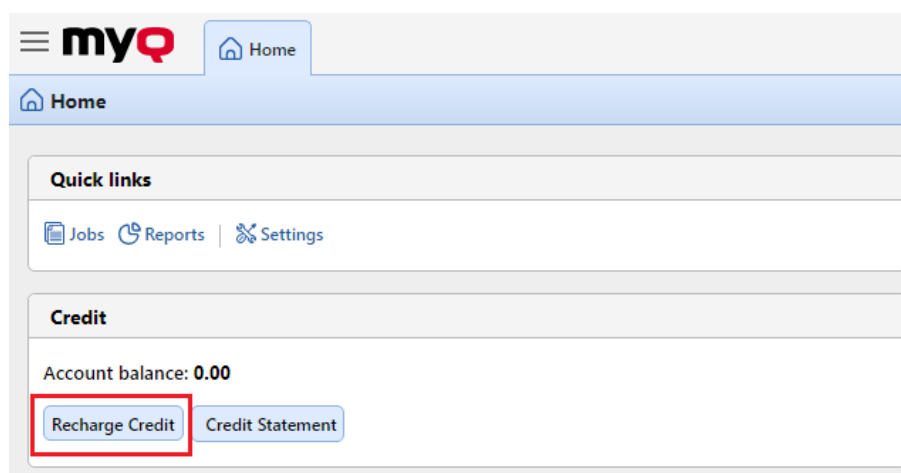 myQ Home
Home
Quick links
Jobs Reports | Settings
Credit
Account balance: 0.00
Recharge Credit Credit Statement